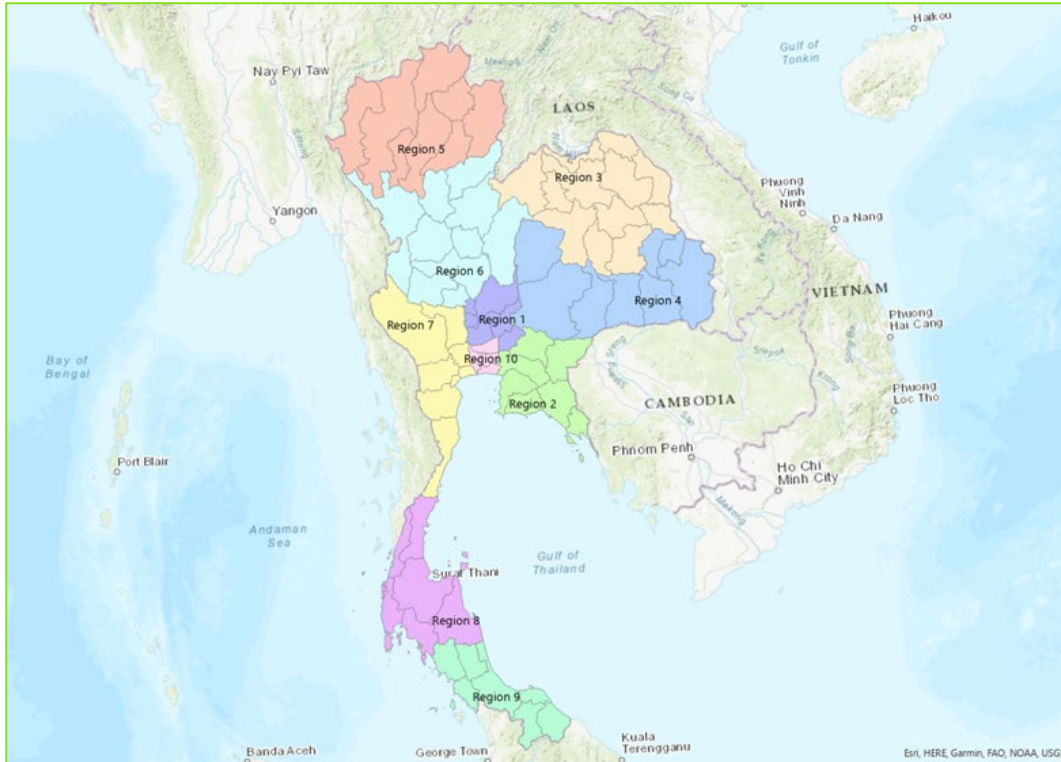 Haikou
Gulf of
Tonkin
Nay Pyi Taw
Mekong
LAOS
Region 5
Region 3
Phuong
Vinh
Ninh
Da Nang
Yangon
Region 6
Region 4
VIETNAM
Region 1
Region 7
Phuong
Hai Cang
Region 10
Bay of
Bengal
Phuong
Loc Tho
Region 2
CAMBODIA
Phnom Penh
Ho Chi
Minh City
Port Blair
Mekong
Andaman
Sea
Gulf of
Thailand
Surat Thani
Region 8
Region 9
Banda Aceh
George Town
Kuala
Terengganu
Esri, HERE, Garmin, FAO, NOAA, USG